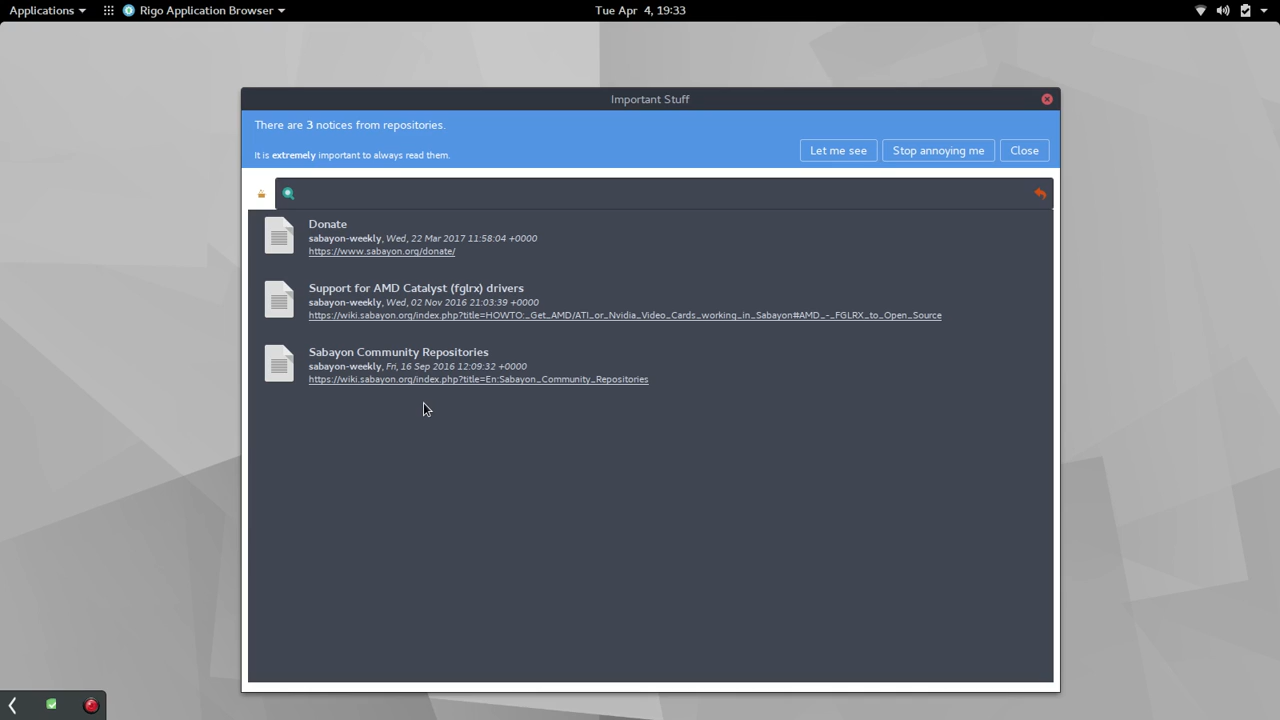 Applications Rigo Application Browser Tue Apr 4, 19:33
Important Stuff
There are 3 notices from repositories.
It is extremely important to always read them.
Let me see Stop annoying me Close
Donate
sabayon-weekly, Wed, 22 Mar 2017 11:58:04 +0000
https://www.sabayon.org/donate/
Support for AMD Catalyst (fglrx) drivers
sabayon-weekly, Wed, 02 Nov 2016 21:03:39 +0000
https://wiki.sabayon.org/index.php?title=HOWTO:_Get_AMD/ATI_or_Nvidia_Video_Cards_working_in_Sabayon#AMD_-_FGLRX_to_Open_Source
Sabayon Community Repositories
sabayon-weekly, Fri, 16 Sep 2016 12:09:32 +0000
https://wiki.sabayon.org/index.php?title=En:Sabayon_Community_Repositories